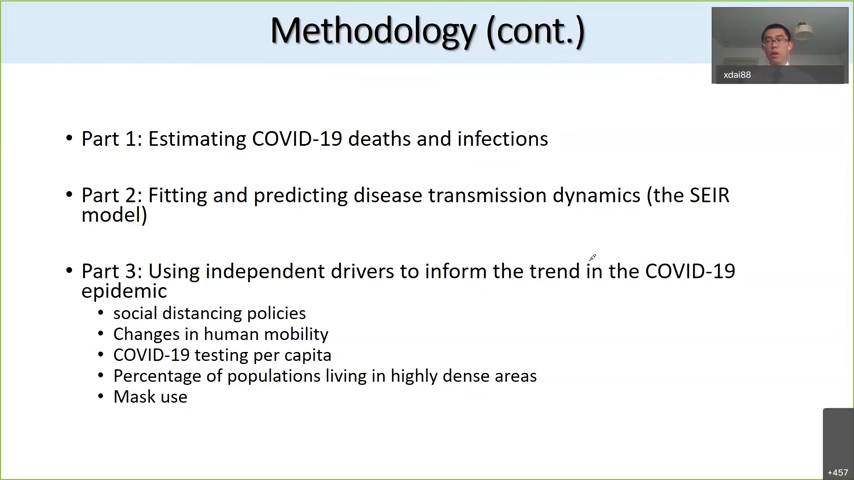 Methodology (cont.)
xdai88
• Part 1: Estimating COVID-19 deaths and infections
• Part 2: Fitting and predicting disease transmission dynamics (the SEIR
model)
• Part 3: Using independent drivers to inform the trend in the COVID-19
epidemic
• social distancing policies
• Changes in human mobility
• COVID-19 testing per capita
• Percentage of populations living in highly dense areas
• Mask use
+457